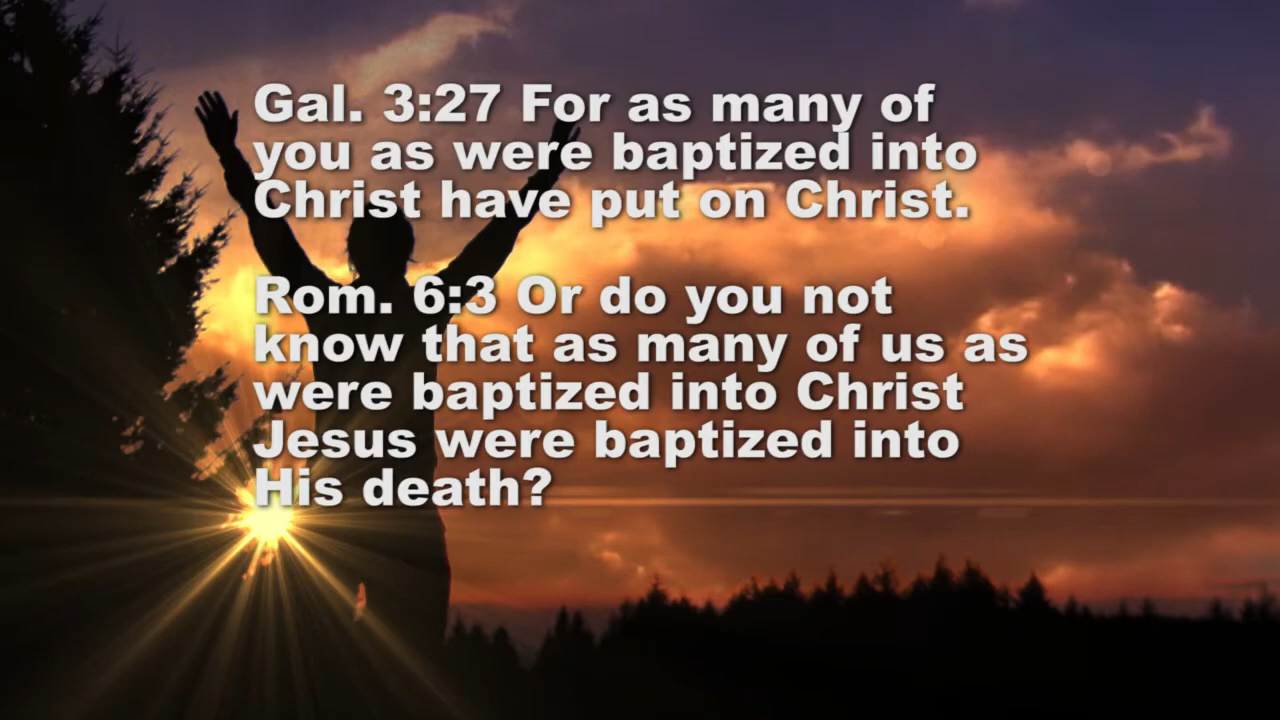 Gal. 3:27 For as many of
you as were baptized into
Christ have put on Christ.
Rom. 6:3 Or do you not
know that as many of us as
were baptized into Christ
Jesus were baptized into
His death?